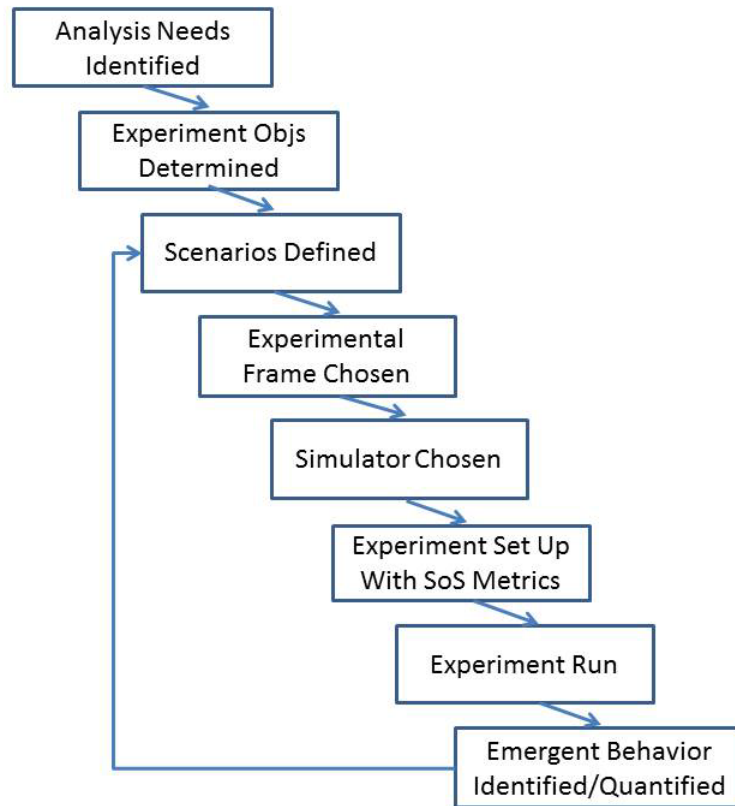 Analysis Needs
Identified
Experiment Objs
Determined
Scenarios Defined
Experimental
Frame Chosen
Simulator Chosen
Experiment Set Up
With SoS Metrics
Experiment Run
Emergent Behavior
Identified/Quantified